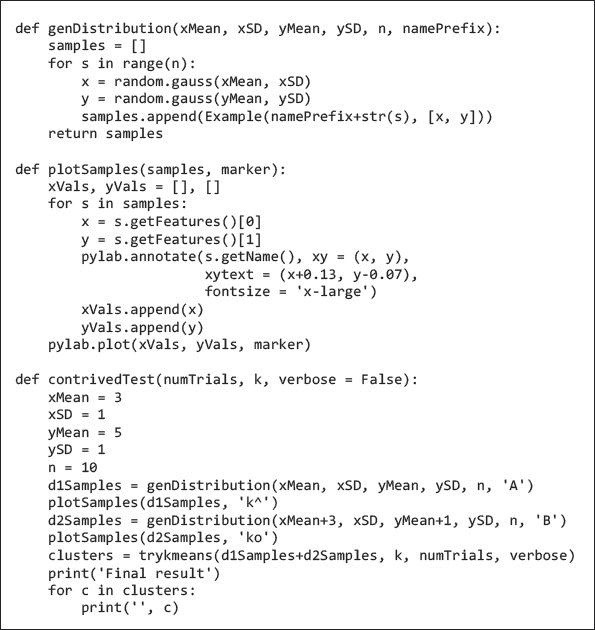 def genDistribution(xMean, xSD, yMean, ySD, n, namePrefix):
    samples = []
    for s in range(n):
        x = random.gauss(xMean, xSD)
        y = random.gauss(yMean, ySD)
        samples.append(Example(namePrefix+str(s), [x, y]))
    return samples

def plotSamples(samples, marker):
    xVals, yVals = [], []
    for s in samples:
        x = s.getFeatures()[0]
        y = s.getFeatures()[1]
        pylab.annotate(s.getName(), xy = (x, y),
                       xytext = (x+0.13, y-0.07),
                       fontsize = 'x-large')
        xVals.append(x)
        yVals.append(y)
    pylab.plot(xVals, yVals, marker)

def contrivedTest(numTrials, k, verbose = False):
    xMean = 3
    xSD = 1
    yMean = 5
    ySD = 1
    n = 10
    d1Samples = genDistribution(xMean, xSD, yMean, ySD, n, 'A')
    plotSamples(d1Samples, 'k^')
    d2Samples = genDistribution(xMean+3, xSD, yMean+1, ySD, n, 'B')
    plotSamples(d2Samples, 'ko')
    clusters = trykmeans(d1Samples+d2Samples, k, numTrials, verbose)
    print('Final result')
    for c in clusters:
        print('', c)